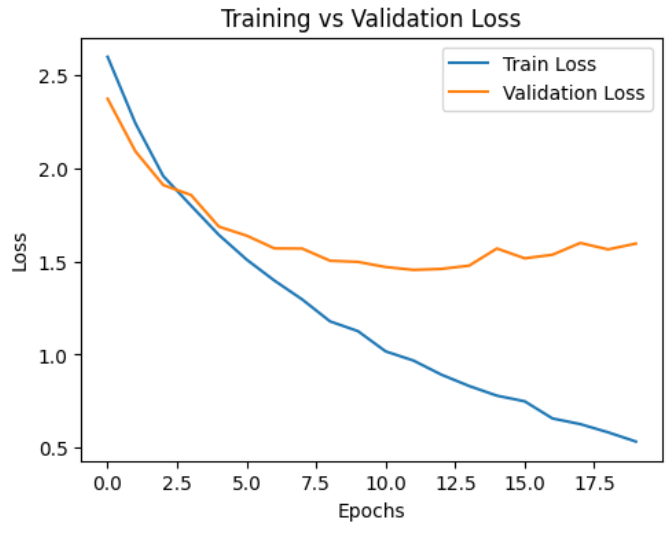 Training vs Validation Loss
Train Loss
Validation Loss
2.5
2.0
1.5
1.0
0.5
Loss
0.0 2.5 5.0 7.5 10.0 12.5 15.0 17.5
Epochs